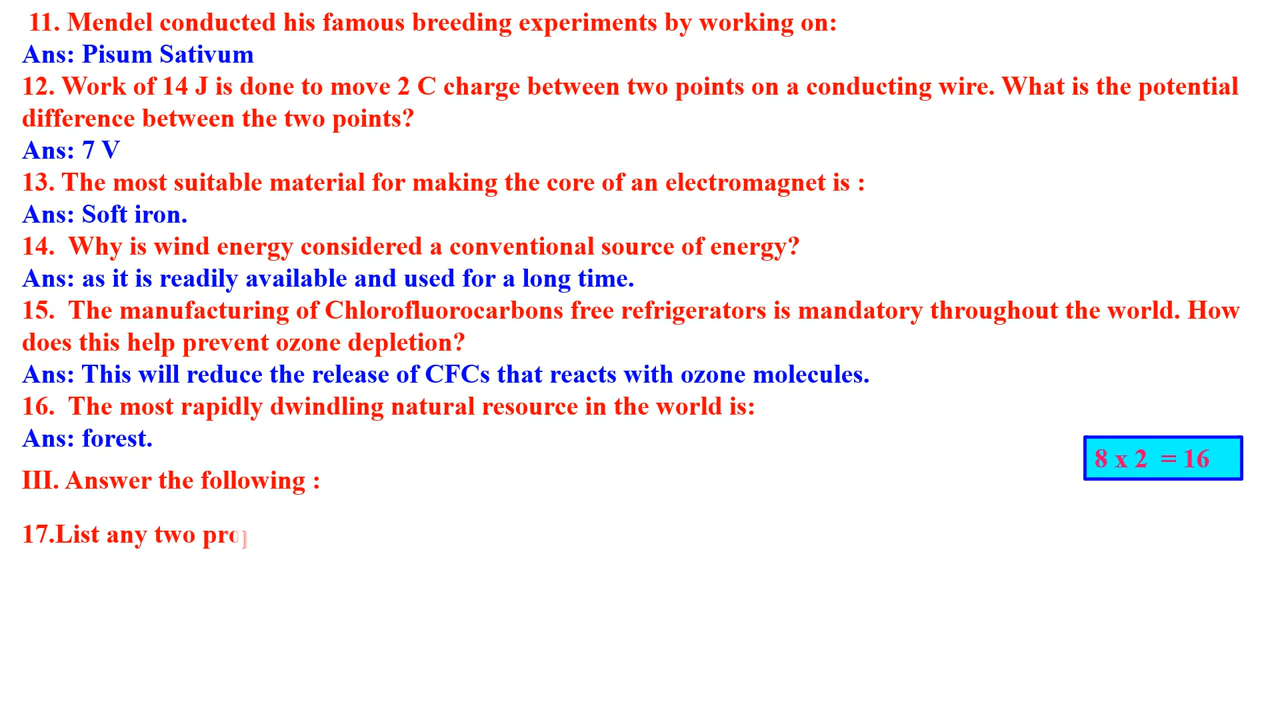 11. Mendel conducted his famous breeding experiments by working on:
Ans: Pisum Sativum
12. Work of 14 J is done to move 2 C charge between two points on a conducting wire. What is the potential
difference between the two points?
Ans: 7 V
13. The most suitable material for making the core of an electromagnet is :
Ans: Soft iron.
14. Why is wind energy considered a conventional source of energy?
Ans: as it is readily available and used for a long time.
15. The manufacturing of Chlorofluorocarbons free refrigerators is mandatory throughout the world. How
does this help prevent ozone depletion?
Ans: This will reduce the release of CFCs that reacts with ozone molecules.
16. The most rapidly dwindling natural resource in the world is:
Ans: forest.
8 x 2 = 16
III. Answer the following :
17.List any two